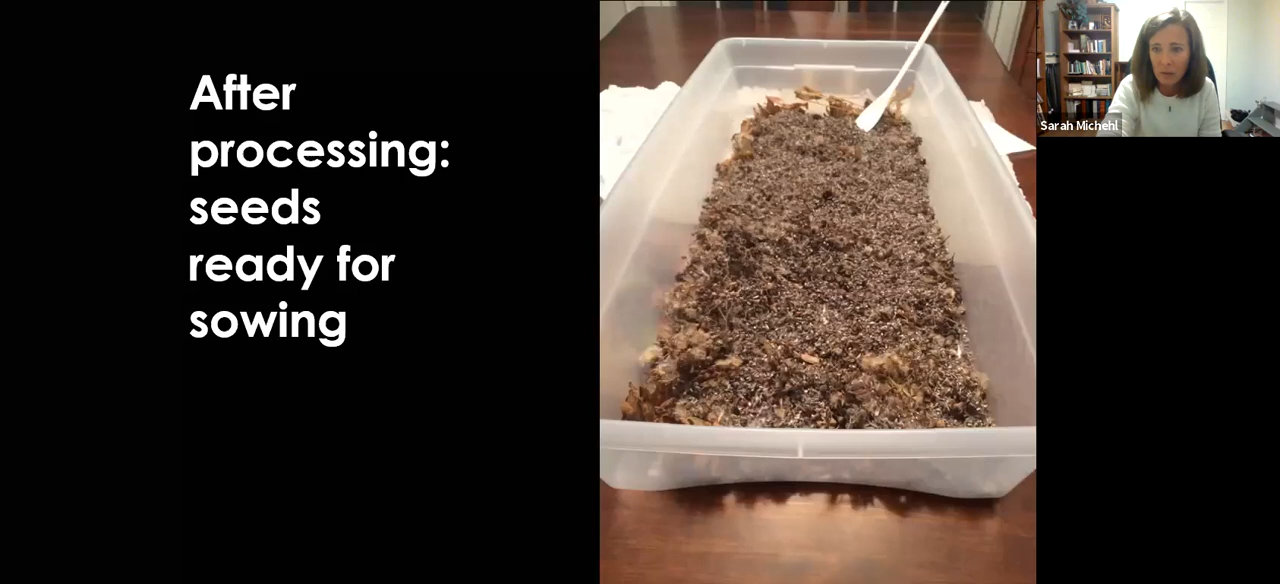 After
processing:
seeds
ready for
sowing
Sarah Michehl